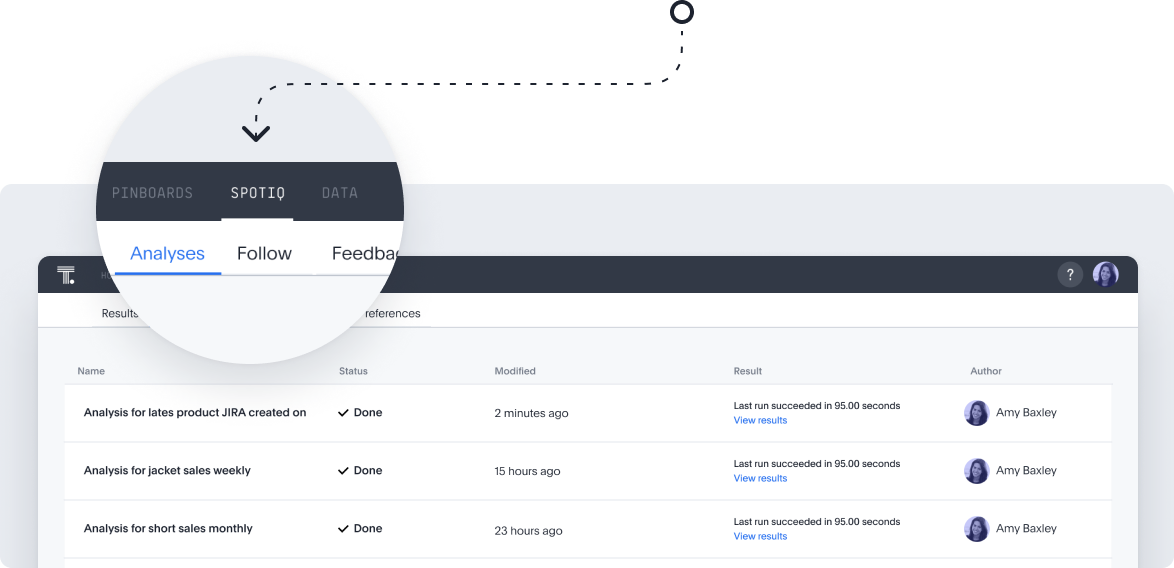 PINBOARDS SPOTIQ DATA
Analyses Follow Feedbac
?
Results references
Name Status Modified Result Author
Analysis for lates product JIRA created on Done 2 minutes ago Last run succeeded in 95.00 seconds Amy Baxley
View results
Analysis for jacket sales weekly Done 15 hours ago Last run succeeded in 95.00 seconds Amy Baxley
View results
Analysis for short sales monthly Done 23 hours ago Last run succeeded in 95.00 seconds Amy Baxley
View results